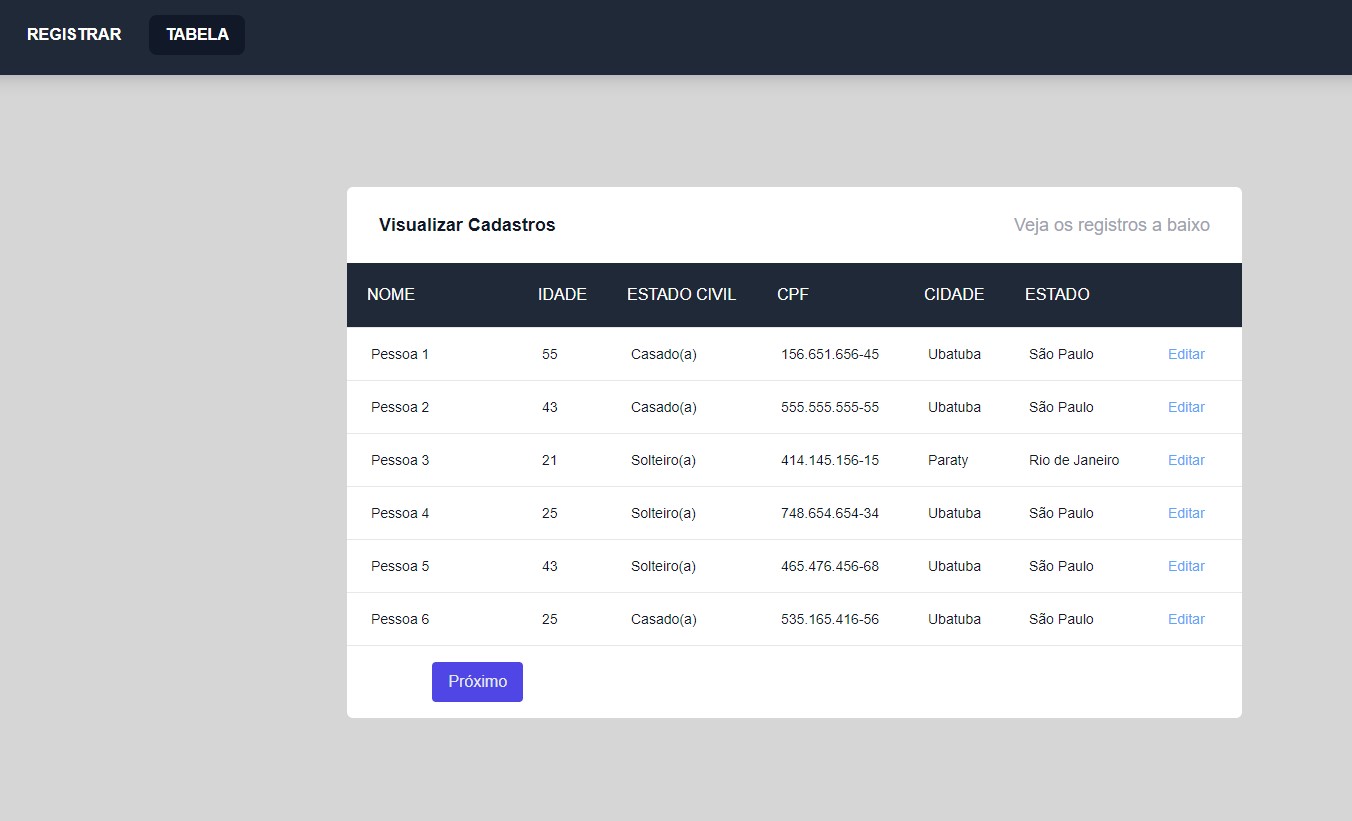 REGISTRAR TABELA
Visualizar Cadastros Veja os registros a baixo
NOME IDADE ESTADO CIVIL CPF CIDADE ESTADO
Pessoa 1 55 Casado(a) 156.651.656-45 Ubatuba São Paulo Editar
Pessoa 2 43 Casado(a) 555.555.555-55 Ubatuba São Paulo Editar
Pessoa 3 21 Solteiro(a) 414.145.156-15 Paraty Rio de Janeiro Editar
Pessoa 4 25 Solteiro(a) 748.654.654-34 Ubatuba São Paulo Editar
Pessoa 5 43 Solteiro(a) 465.476.456-68 Ubatuba São Paulo Editar
Pessoa 6 25 Casado(a) 535.165.416-56 Ubatuba São Paulo Editar
Próximo